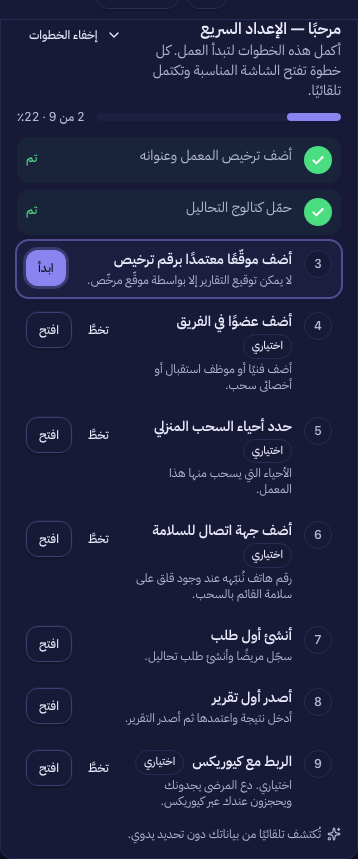 مرحبًا — الإعداد السريع
إخفاء الخطوات
أكمل هذه الخطوات لتبدأ العمل. كل
خطوة تفتح الشاشة المناسبة وتكتمل
تلقائيًا.
2 من 9 · 22٪
أضف ترخيص المعمل وعنوانه
تم
حمّل كتالوج التحاليل
تم
3
أضف موقّعًا معتمدًا برقم ترخيص
لا يمكن توقيع التقارير إلا بواسطة موقّع مرخّص.
ابدأ
4
أضف عضوًا في الفريق
اختياري
أضف فنيًا أو موظف استقبال أو
أخصائي سحب.
تخطَّ
افتح
5
حدد أحياء السحب المنزلي
اختياري
الأحياء التي يسحب منها هذا
المعمل.
تخطَّ
افتح
6
أضف جهة اتصال للسلامة
اختياري
رقم هاتف نُنبّهه عند وجود قلق على
سلامة القائم بالسحب.
تخطَّ
افتح
7
أنشئ أول طلب
سجّل مريضًا وأنشئ طلب تحاليل.
افتح
8
أصدر أول تقرير
أدخل نتيجة واعتمدها ثم أصدر التقرير.
افتح
9
الربط مع كيوريكس
اختياري
اختياري. دع المرضى يجدونك
ويحجزون عندك عبر كيوريكس.
تخطَّ
افتح
تُكتشف تلقائيًا من بياناتك دون تحديد يدوي.